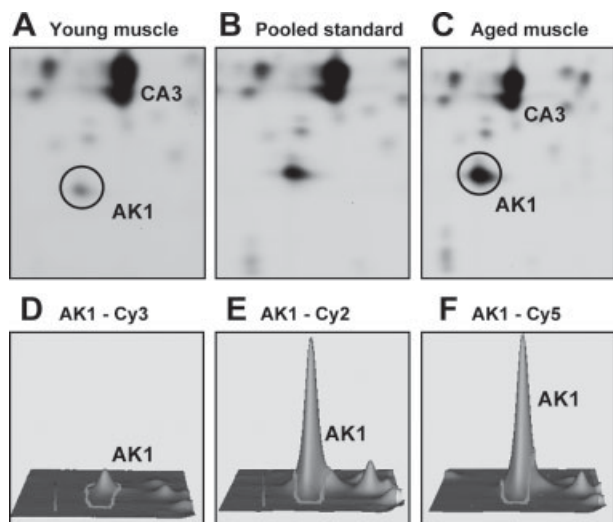 A Young muscle
B Pooled standard
C Aged muscle
CA3
AK1
CA3
AK1
D AK1 - Cy3
E AK1 - Cy2
F AK1 - Cy5
AK1
AK1
AK1